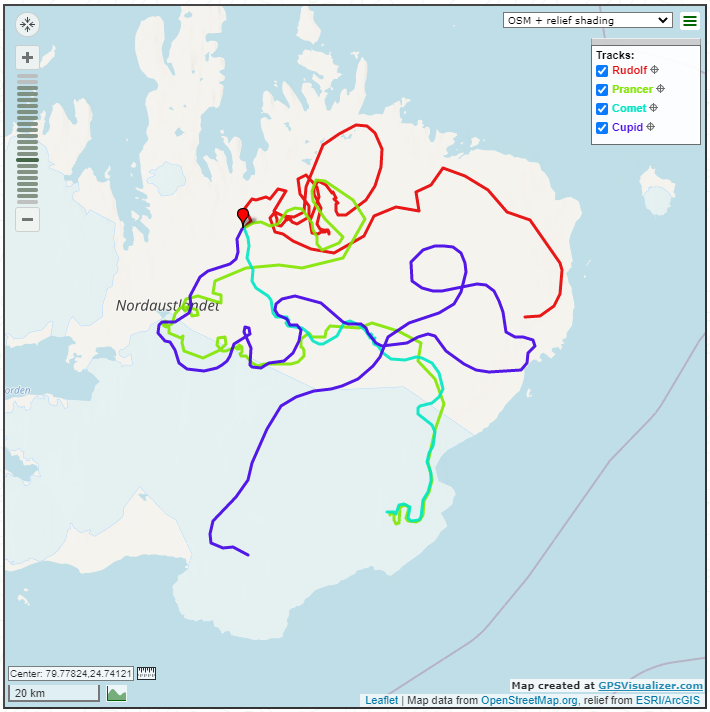 OSM + relief shading
Tracks:
Rudolf
Prancer
Comet
Cupid
Nordaustlandet
orden
Center: 79.77824,24.74121
20 km
Map created at GPSVisualizer.com
Leaflet | Map data from OpenStreetMap.org, relief from ESRI/ArcGIS